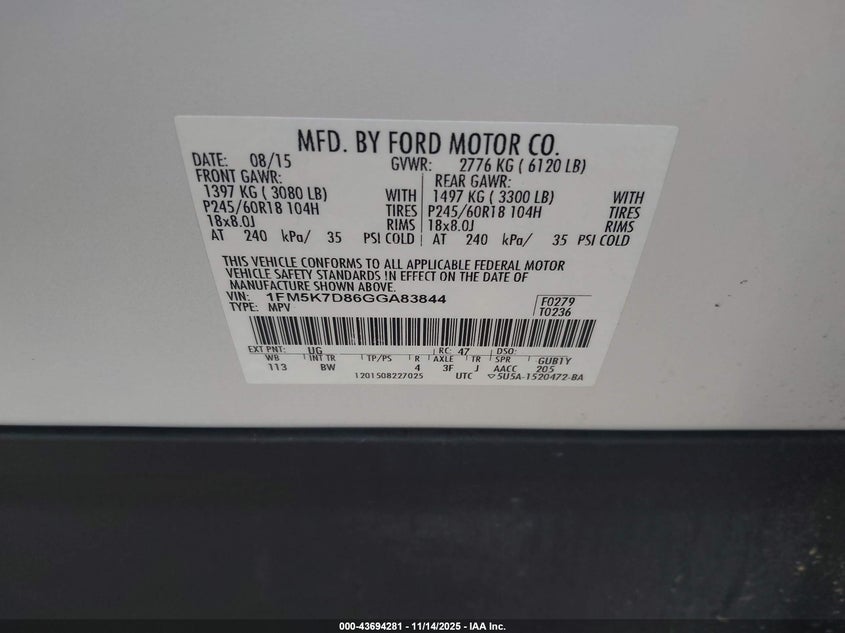 MFD. BY FORD MOTOR CO.
DATE: 08/15 GVWR: 2776 KG ( 6120 LB)
FRONT GAWR: REAR GAWR:
1397 KG ( 3080 LB) WITH 1497 KG ( 3300 LB) WITH
P245/60R18 104H TIRES P245/60R18 104H TIRES
18x8.0J RIMS 18x8.0J RIMS
AT 240 kPa/ 35 PSI COLD AT 240 kPa/ 35 PSI COLD
THIS VEHICLE CONFORMS TO ALL APPLICABLE FEDERAL MOTOR
VEHICLE SAFETY STANDARDS IN EFFECT ON THE DATE OF
MANUFACTURE SHOWN ABOVE.
VIN: 1FM5K7D86GGA83844 F0279
TYPE: MPV T0236
EXT PNT: UG RC: 47 DSO:
WB INT TR TP/PS R AXLE TR SPR GUB1Y
113 BW 4 3F J AACC 205
1201508227025 UTC 5U5A-1520472-BA
000-43694281 - 11/14/2025 - IAA Inc.